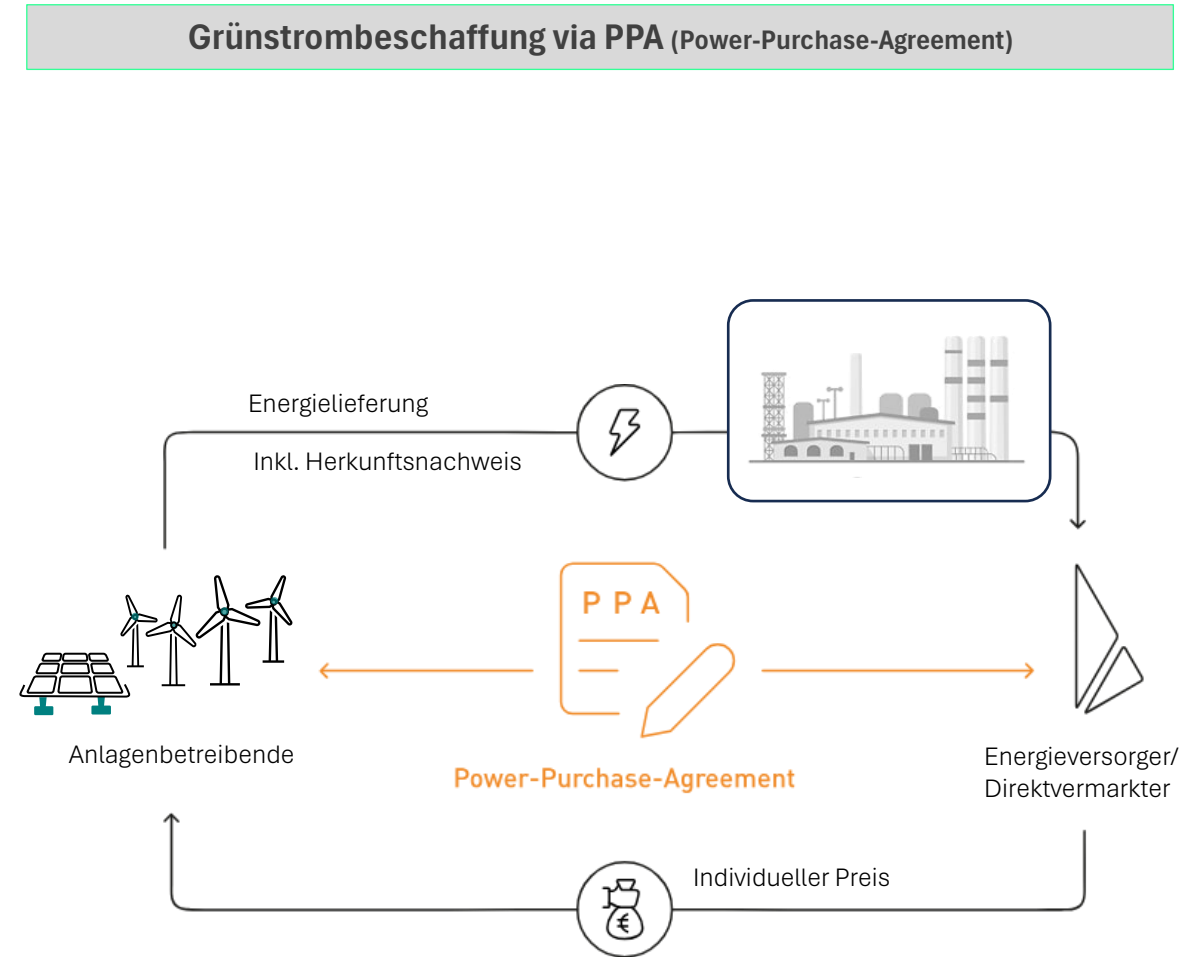 Grünstrombeschaffung via PPA (Power-Purchase-Agreement)
Energielieferung
Inkl. Herkunftsnachweis
PPA
Anlagenbetreibende
Power-Purchase-Agreement
Energieversorger/
Direktvermarkter
Individueller Preis
€